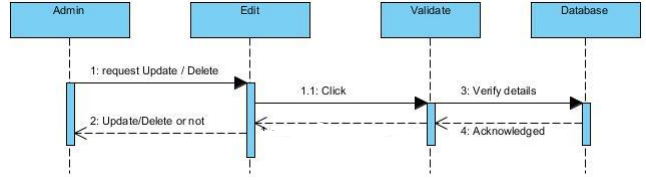 Admin
Edit
Validate
Database
1: request Update / Delete
1.1: Click
3: Verify details
2: Update/Delete or not
4: Acknowledged